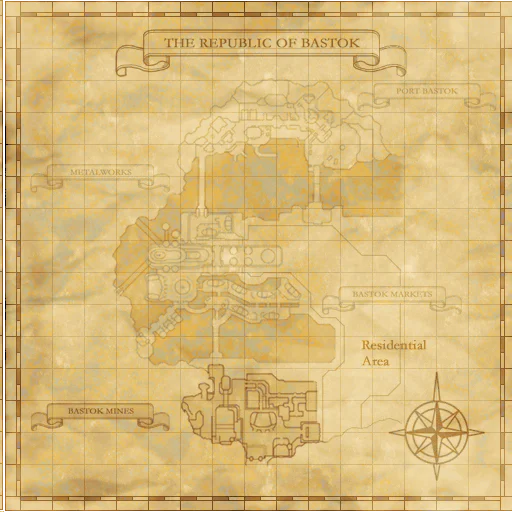 THE REPUBLIC OF BASTOK
PORT BASTOK
METALWORKS
BASTOK MARKETS
Residential
Area
BASTOK MINES